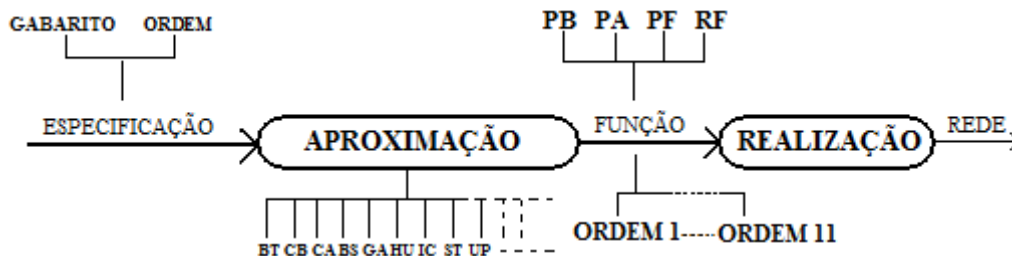 GABARITO ORDEM
PB PA PF RF
ESPECIFICAÇÃO
APROXIMAÇÃO
FUNÇÃO
REALIZAÇÃO
REDE
BT CB CA BS GA HU IC ST UP
ORDEM 1 ORDEM 11